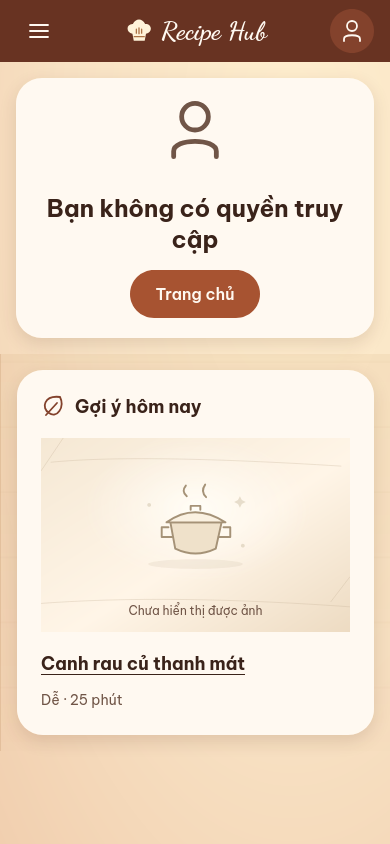 Recipe Hub
Bạn không có quyền truy
cập
Trang chủ
Gợi ý hôm nay
Chưa hiển thị được ảnh
Canh rau củ thanh mát
Dễ · 25 phút